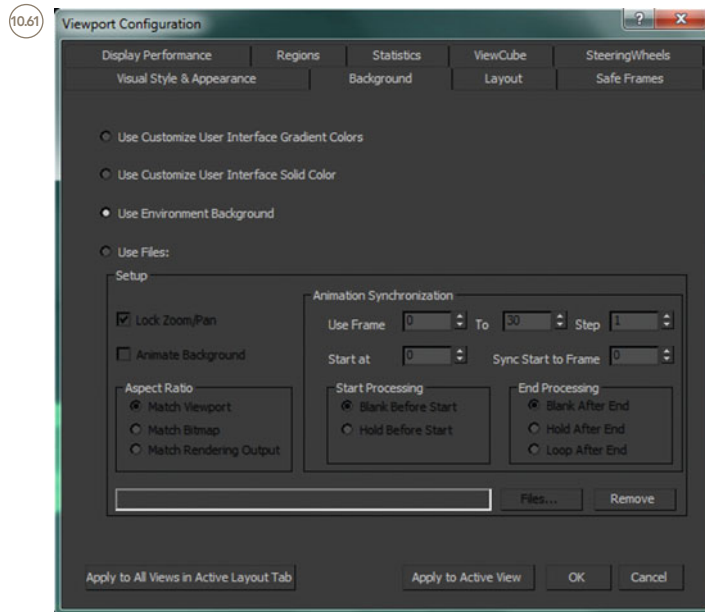 10.61
Viewport Configuration
?
Display Performance Regions Statistics ViewCube SteeringWheels
Visual Style & Appearance Background Layout Safe Frames
Use Customize User Interface Gradient Colors
Use Customize User Interface Solid Color
Use Environment Background
Use Files:
Setup
Lock Zoom/Pan
Animate Background
Aspect Ratio
Match Viewport
Match Bitmap
Match Rendering Output
Animation Synchronization
Use Frame 0 To 30 Step 1
Start at 0 Sync Start to Frame 0
Start Processing
Blank Before Start
Hold Before Start
End Processing
Blank After End
Hold After End
Loop After End
Files... Remove
Apply to All Views in Active Layout Tab Apply to Active View OK Cancel